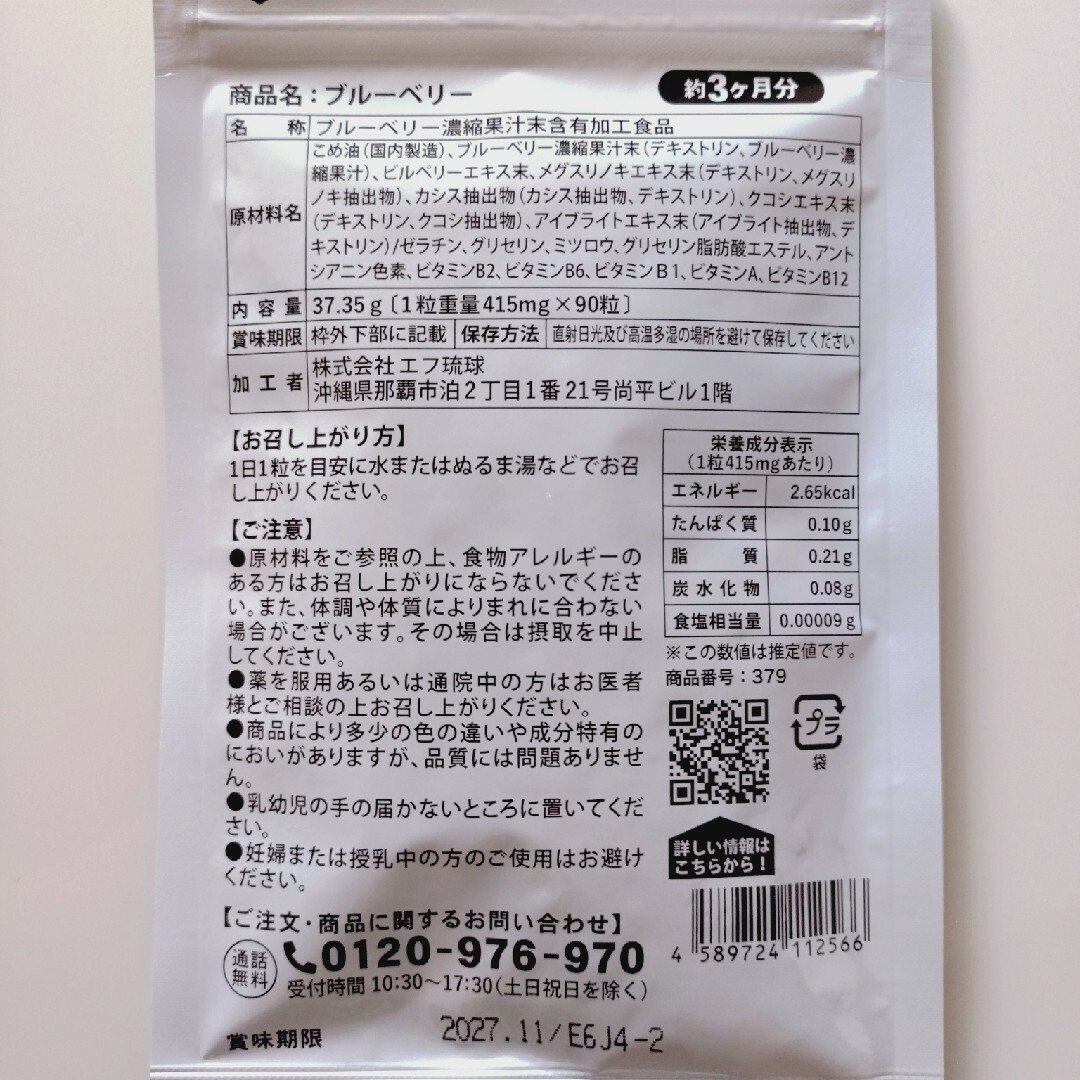 商品名：ブルーベリー
約3ヶ月分
名称 ブルーベリー濃縮果汁末含有加工食品
原材料名
こめ油（国内製造）、ブルーベリー濃縮果汁末（デキストリン、ブルーベリー濃
縮果汁）、ビルベリーエキス末、メグスリノキエキス末（デキストリン、メグスリ
ノキ抽出物）、カシス抽出物（カシス抽出物、デキストリン）、クコシエキス末
（デキストリン、クコシ抽出物）、アイブライトエキス末（アイブライト抽出物、デ
キストリン）/ゼラチン、グリセリン、ミツロウ、グリセリン脂肪酸エステル、アント
シアニン色素、ビタミンB2、ビタミンB6、ビタミンB1、ビタミンA、ビタミンB12
内容量 37.35g〔1粒重量415mg×90粒〕
賞味期限 枠外下部に記載 保存方法 直射日光及び高温多湿の場所を避けて保存してください
加工者
株式会社エフ琉球
沖縄県那覇市泊2丁目1番21号尚平ビル1階
【お召し上がり方】
1日1粒を目安に水またはぬるま湯などでお召
し上がりください。
【ご注意】
●原材料をご参照の上、食物アレルギーの
ある方はお召し上がりにならないでくださ
い。また、体調や体質によりまれに合わない
場合がございます。その場合は摂取を中止
してください。
●薬を服用あるいは通院中の方はお医者
様とご相談の上お召し上がりください。
●商品により多少の色の違いや成分特有の
においがありますが、品質には問題ありませ
ん。
●乳幼児の手の届かないところに置いてくだ
さい。
●妊婦または授乳中の方のご使用はお避け
ください。
栄養成分表示
（1粒415mgあたり）
エネルギー 2.65kcal
たんぱく質 0.10g
脂質 0.21g
炭水化物 0.08g
食塩相当量 0.00009g
※この数値は推定値です。
商品番号：379
プラ
袋
詳しい情報は
こちらから！
4 589724 112566
【ご注文・商品に関するお問い合わせ】
通話
無料
0120-976-970
受付時間 10:30～17:30（土日祝日を除く）
賞味期限 2027.11/E6J4-2